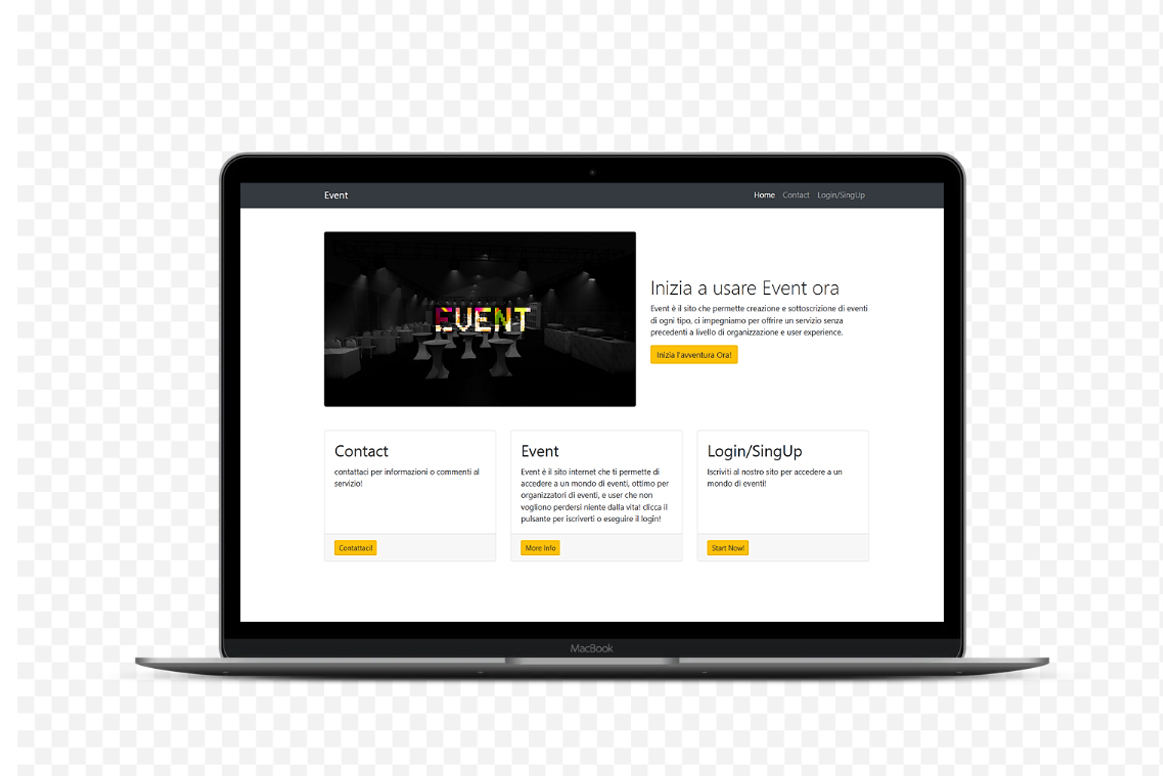 Event
Home Contact Login/SingUp
EVENT
Inizia a usare Event ora
Event è il sito che permette creazione e sottoscrizione di eventi
di ogni tipo, ci impegniamo per offrire un servizio senza
precedenti a livello di organizzazione e user experience.
Inizia l'avventura Ora!
Contact
contattaci per informazioni o commenti al
servizio!
Contattaci!
Event
Event è il sito internet che ti permette di
accedere a un mondo di eventi, ottimo per
organizzatori di eventi, e user che non
vogliono perdersi niente dalla vita! clicca il
pulsante per iscriverti o eseguire il login!
More Info
Login/SingUp
Iscriviti al nostro sito per accedere a un
mondo di eventi!
Start Now!
MacBook